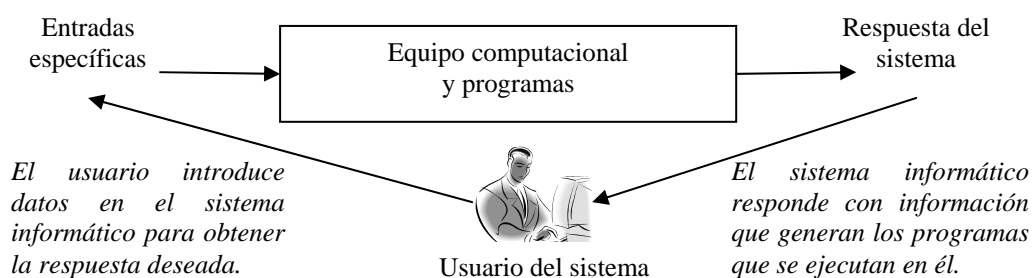 Entradas
específicas
Equipo computacional
y programas
Respuesta del
sistema
El usuario introduce
datos en el sistema
informático para obtener
la respuesta deseada.
Usuario del sistema
El sistema informático
responde con información
que generan los programas
que se ejecutan en él.